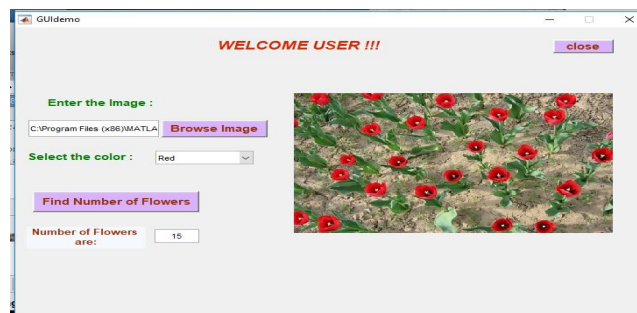 GUIdemo
WELCOME USER !!!
close
Enter the Image :
C:\Program Files (x86)\MATLA
Browse Image
Select the color :
Red
Find Number of Flowers
Number of Flowers
are:
15